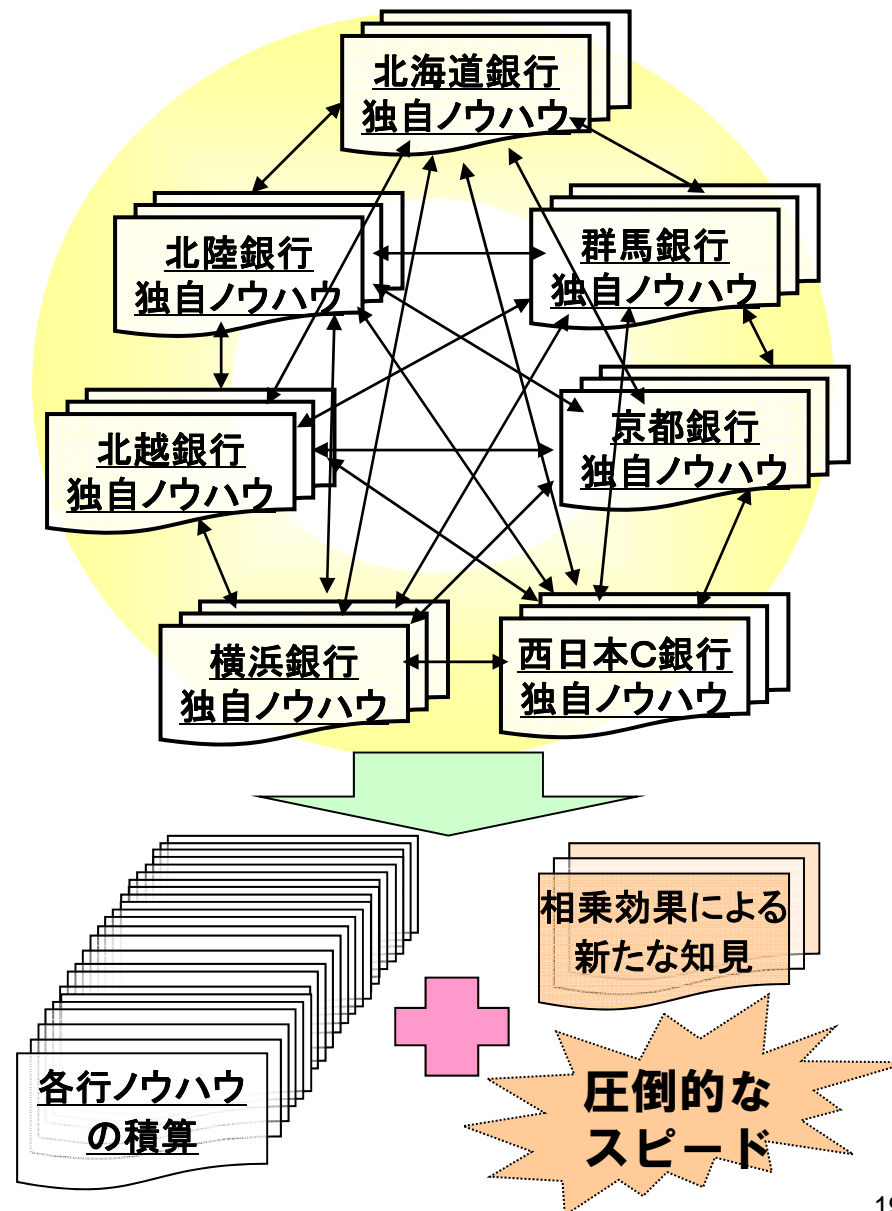 北海道銀行
独自ノウハウ
北陸銀行
独自ノウハウ
群馬銀行
独自ノウハウ
北越銀行
独自ノウハウ
京都銀行
独自ノウハウ
横浜銀行
独自ノウハウ
西日本C銀行
独自ノウハウ
相乗効果による
新たな知見
各行ノウハウ
の積算
圧倒的な
スピード
19